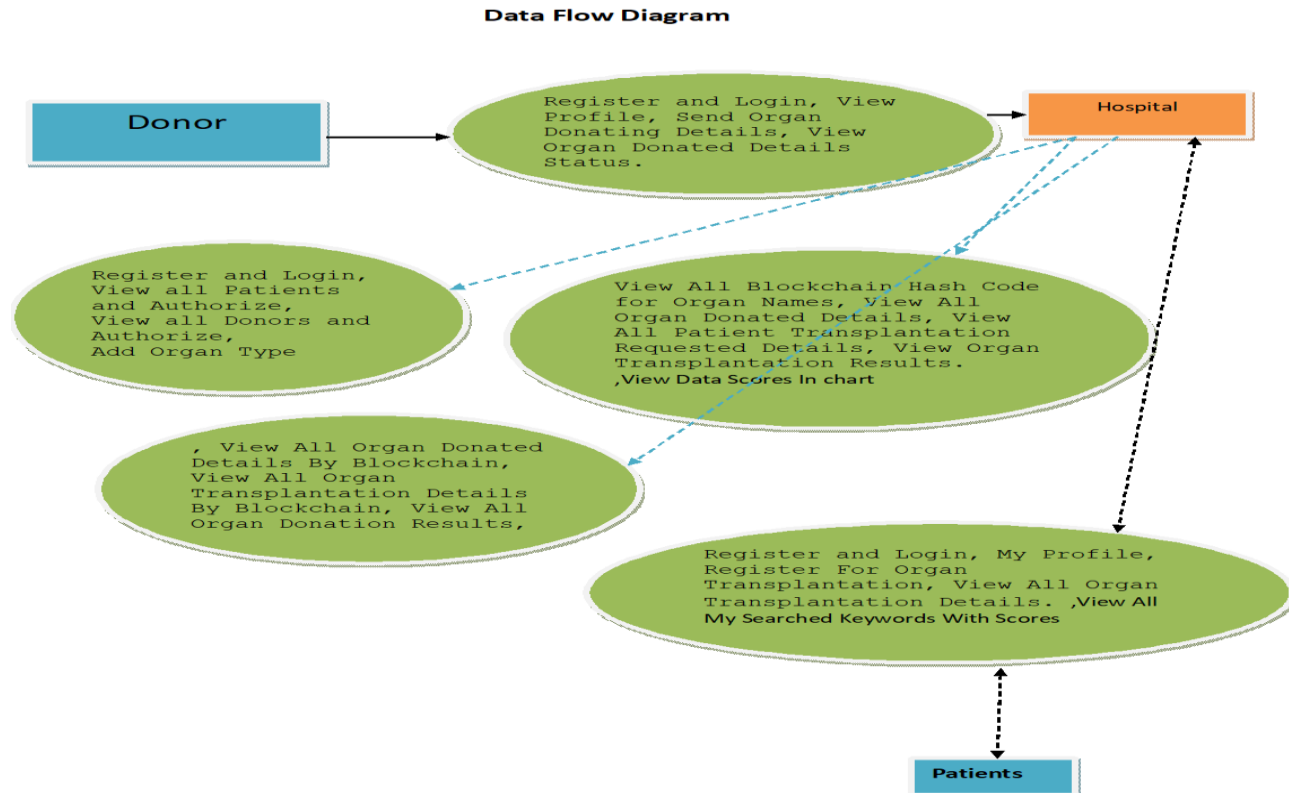 Data Flow Diagram
Donor
Register and Login, View
Profile, Send Organ
Donating Details, View
Organ Donated Details
Status.
Hospital
Register and Login,
View all Patients
and Authorize,
View all Donors and
Authorize,
Add Organ Type
View All Blockchain Hash Code
for Organ Names, View All
Organ Donated Details, View
All Patient Transplantation
Requested Details, View Organ
Transplantation Results.
,View Data Scores In chart
, View All Organ Donated
Details By Blockchain,
View All Organ
Transplantation Details
By Blockchain, View All
Organ Donation Results,
Register and Login, My Profile,
Register For Organ
Transplantation, View All Organ
Transplantation Details. ,View All
My Searched Keywords With Scores
Patients